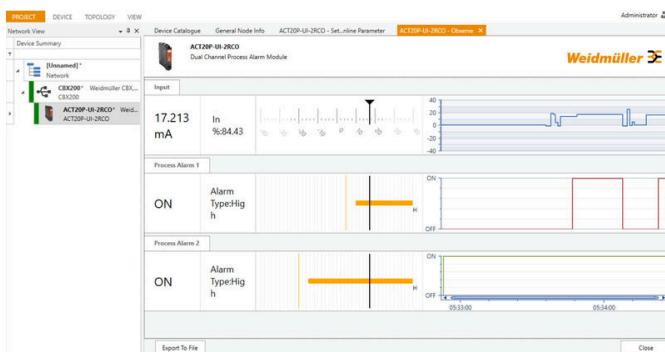 PROJECT DEVICE TOPOLOGY VIEW Administrator
Network View
Device Catalogue General Node Info ACT20P-UI-2RCO - Set...nline Parameter ACT20P-UI-2RCO - Observe X
Device Summary
ACT20P-UI-2RCO
Dual Channel Process Alarm Module
Weidmüller
[Unnamed]*
Network
CBX200* Weidmüller CBX,...
CBX200
ACT20P-UI-2RCO* Weid...
ACT20P-UI-2RCO
Input
17.213
mA
In
%:84.43
40
20
0
-20
-40
Process Alarm 1
ON
Alarm
Type:Hig
h
H
ON
OFF
Process Alarm 2
ON
Alarm
Type:Hig
h
H
ON
OFF
05:33:00 05:34:00
Export To File Close